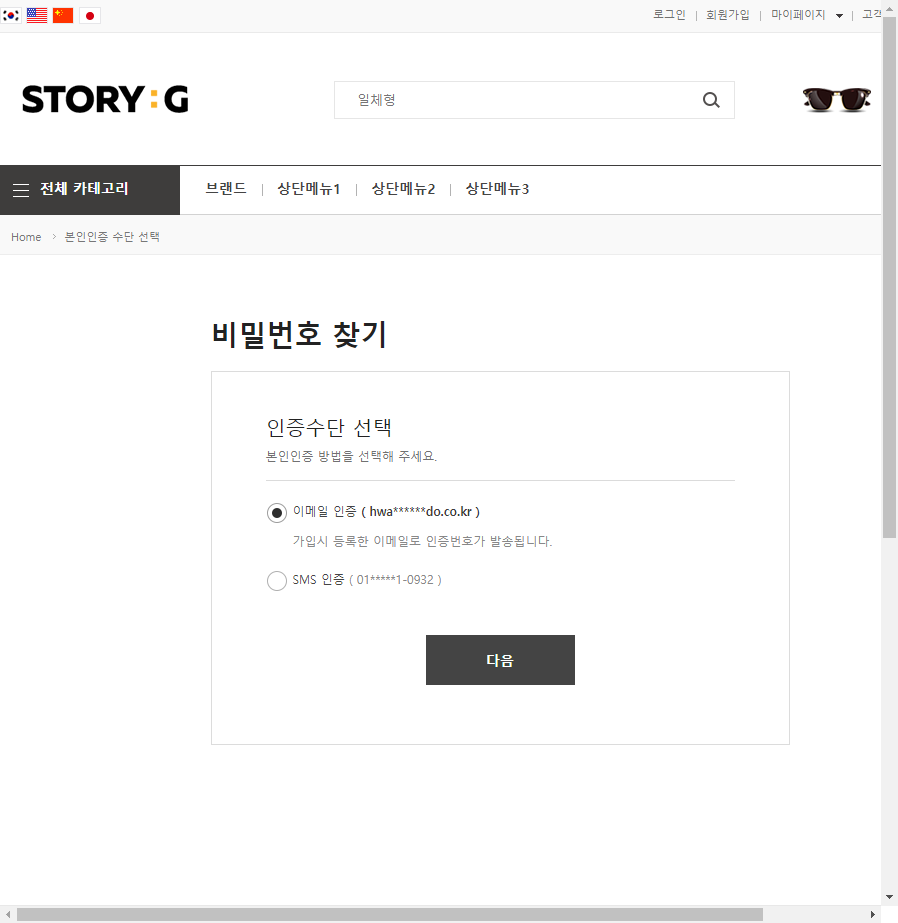 로그인 | 회원가입 | 마이페이지 | 고객
STORY:G
일체형
전체 카테고리
브랜드 | 상단메뉴1 | 상단메뉴2 | 상단메뉴3
Home > 본인인증 수단 선택
비밀번호 찾기
인증수단 선택
본인인증 방법을 선택해 주세요.
이메일 인증 ( hwa******do.co.kr )
가입시 등록한 이메일로 인증번호가 발송됩니다.
SMS 인증 ( 01*****1-0932 )
다음